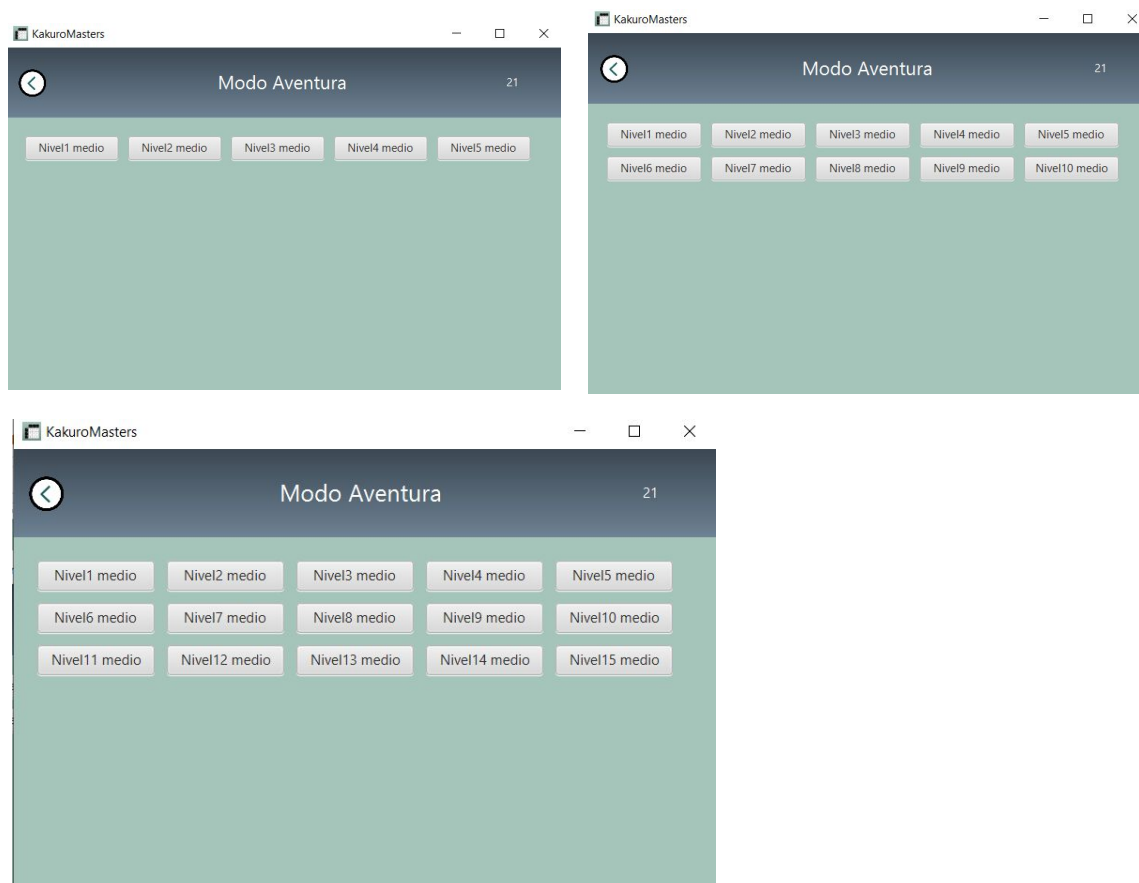 KakuroMasters
Modo Aventura
21
Nivel1 medio Nivel2 medio Nivel3 medio Nivel4 medio Nivel5 medio
KakuroMasters
Modo Aventura
21
Nivel1 medio Nivel2 medio Nivel3 medio Nivel4 medio Nivel5 medio
Nivel6 medio Nivel7 medio Nivel8 medio Nivel9 medio Nivel10 medio
KakuroMasters
Modo Aventura
21
Nivel1 medio Nivel2 medio Nivel3 medio Nivel4 medio Nivel5 medio
Nivel6 medio Nivel7 medio Nivel8 medio Nivel9 medio Nivel10 medio
Nivel11 medio Nivel12 medio Nivel13 medio Nivel14 medio Nivel15 medio